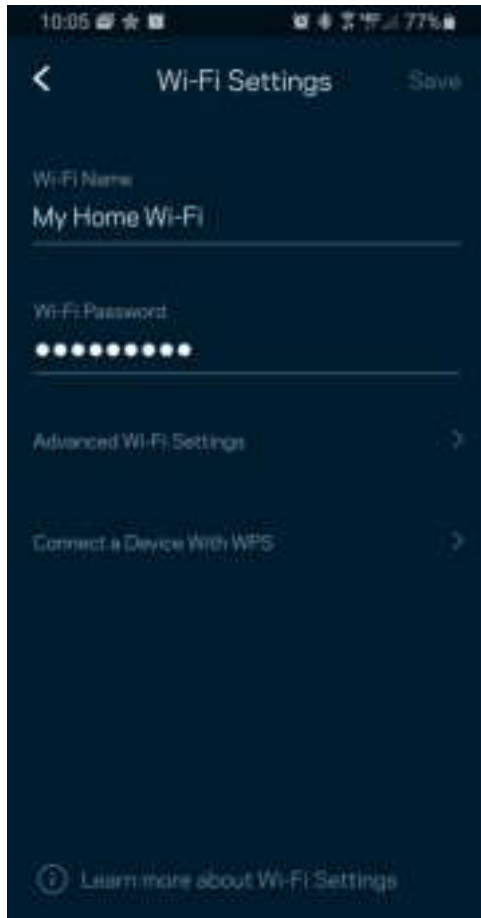 10:05 77%
Wi-Fi Settings Save
Wi-Fi Name
My Home Wi-Fi
Wi-Fi Password
•••••••••
Advanced Wi-Fi Settings
Connect a Device With WPS
Learn more about Wi-Fi Settings